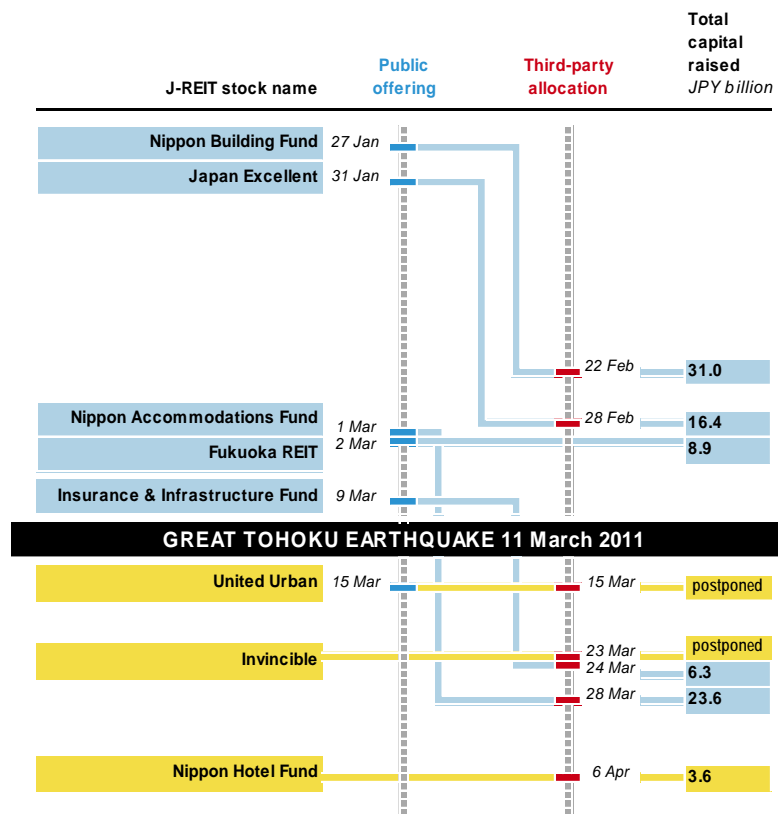 Total
capital
raised
JPY billion
Public
offering
Third-party
allocation
J-REIT stock name
Nippon Building Fund 27 Jan
Japan Excellent 31 Jan
22 Feb 31.0
Nippon Accommodations Fund 1 Mar
28 Feb 16.4
Fukuoka REIT 2 Mar 8.9
Insurance & Infrastructure Fund 9 Mar
GREAT TOHOKU EARTHQUAKE 11 March 2011
United Urban 15 Mar 15 Mar postponed
Invincible 23 Mar postponed
24 Mar 6.3
28 Mar 23.6
Nippon Hotel Fund 6 Apr 3.6